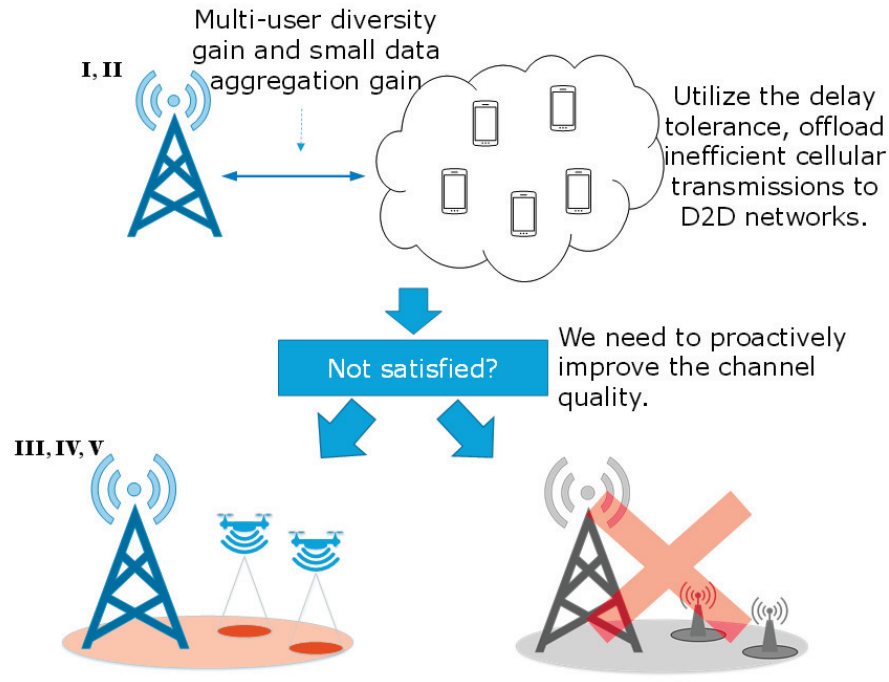 Multi-user diversity
gain and small data
aggregation gain
I, II
Utilize the delay
tolerance, offload
inefficient cellular
transmissions to
D2D networks.
Not satisfied?
We need to proactively
improve the channel
quality.
III, IV, V